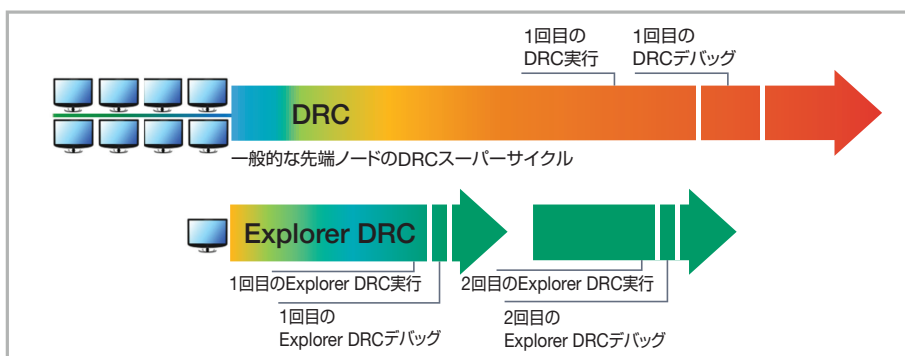 1回目の
DRC実行
1回目の
DRCデバッグ
DRC
一般的な先端ノードのDRCスーパーサイクル
Explorer DRC
1回目のExplorer DRC実行
2回目のExplorer DRC実行
1回目の
Explorer DRCデバッグ
2回目の
Explorer DRCデバッグ